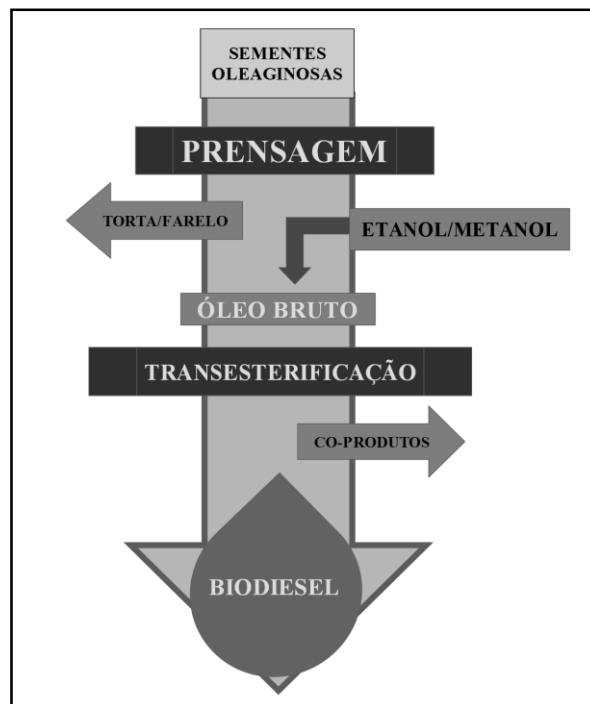 SEMENTES
OLEAGINOSAS
PRENSAGEM
TORTA/FARELO
ETANOL/METANOL
ÓLEO BRUTO
TRANSESTERIFICAÇÃO
CO-PRODUTOS
BIODIESEL